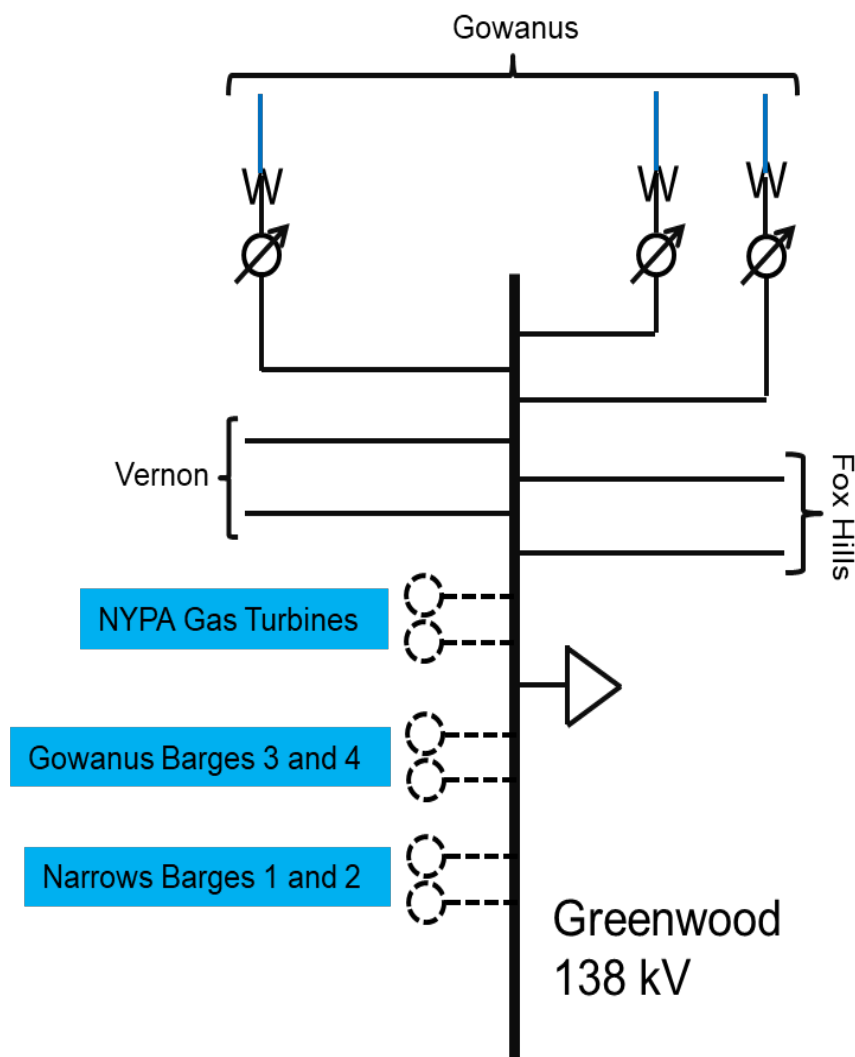 Gowanus
Vernon
Fox Hills
NYPA Gas Turbines
Gowanus Barges 3 and 4
Narrows Barges 1 and 2
Greenwood
138 kV